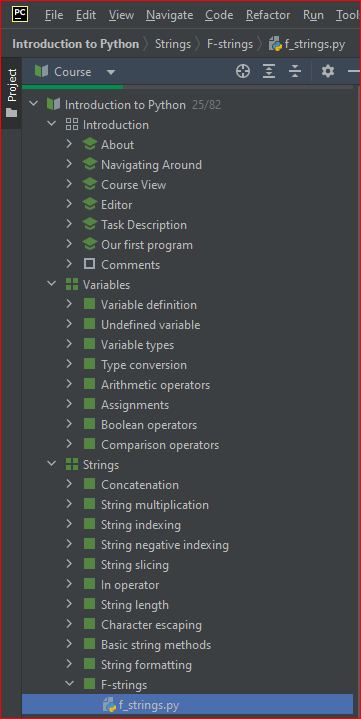 PC File Edit View Navigate Code Refactor Run Tool
Introduction to Python Strings F-strings f_strings.py
Project
Course
Introduction to Python 25/82
Introduction
About
Navigating Around
Course View
Editor
Task Description
Our first program
Comments
Variables
Variable definition
Undefined variable
Variable types
Type conversion
Arithmetic operators
Assignments
Boolean operators
Comparison operators
Strings
Concatenation
String multiplication
String indexing
String negative indexing
String slicing
In operator
String length
Character escaping
Basic string methods
String formatting
F-strings
f_strings.py